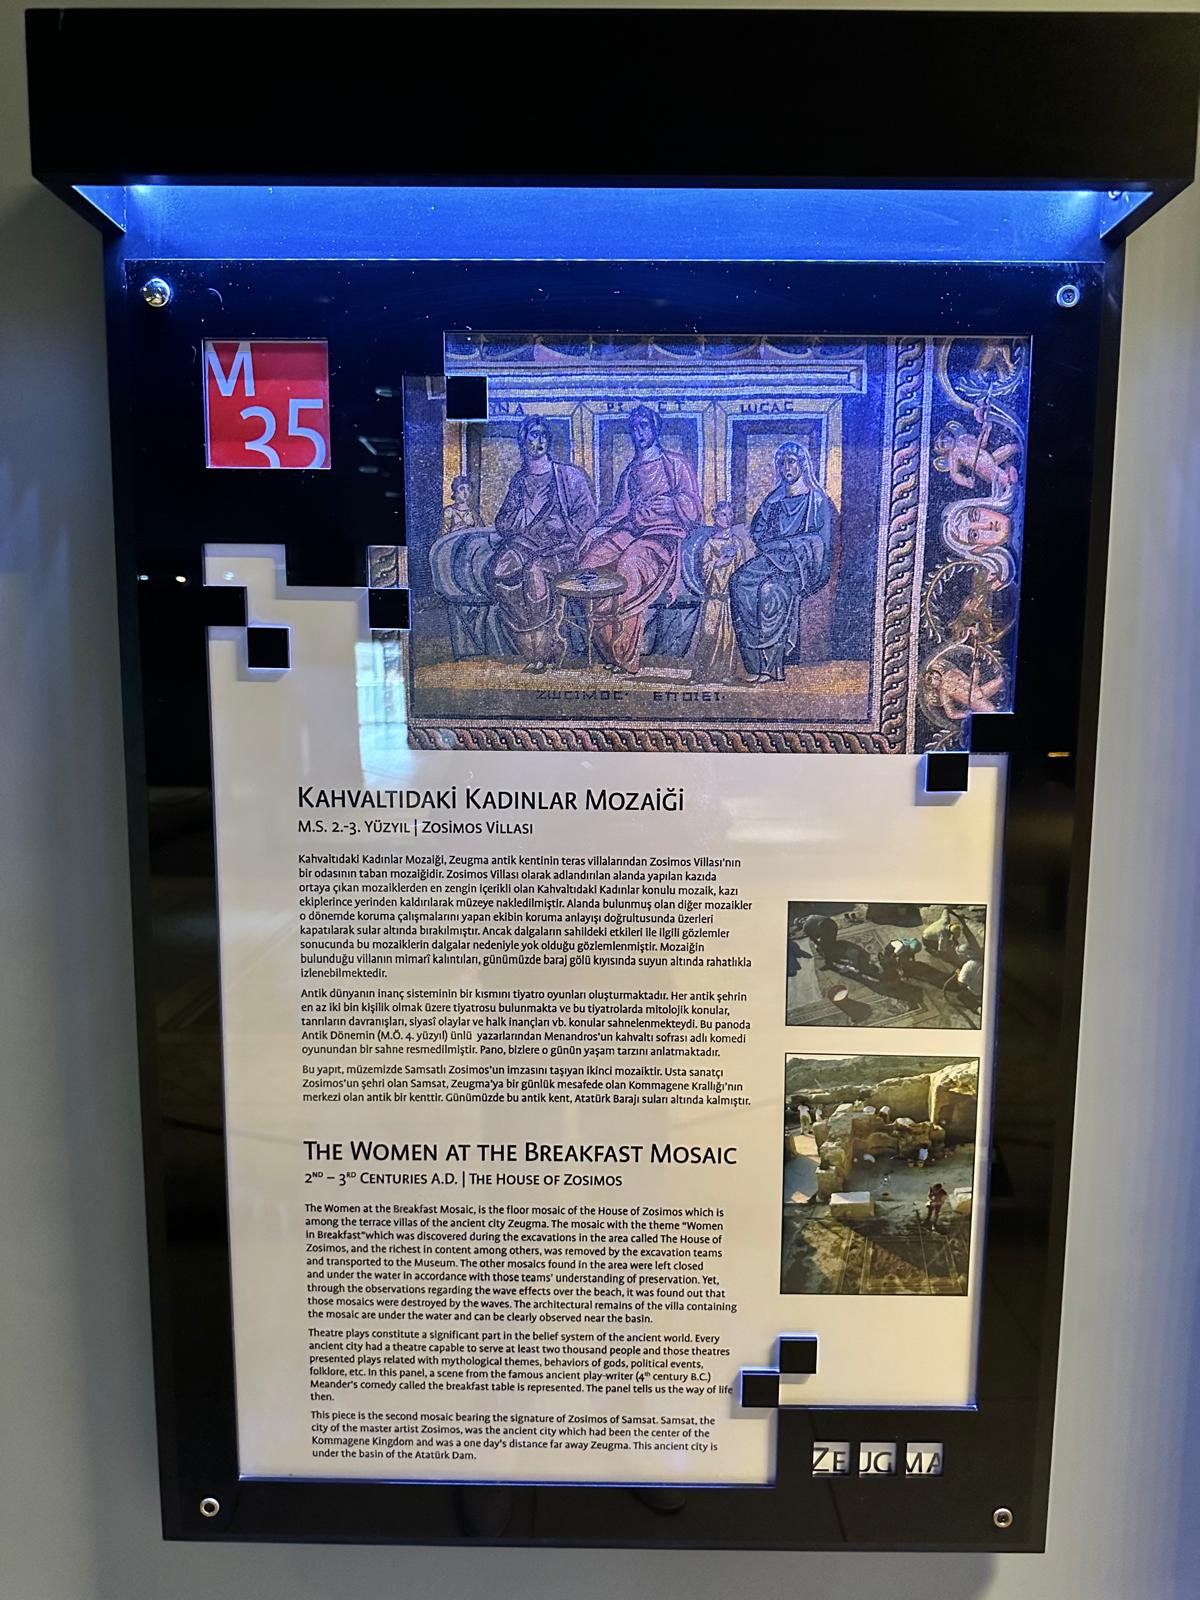 M
35
ZWCIMOC· EΠOIEI·
KAHVALTIDAKİ KADINLAR MOZAİĞİ
M.S. 2.-3. YÜZYIL | ZOSİMOS VİLLASI
Kahvaltıdaki Kadınlar Mozaiği, Zeugma antik kentinin teras villalarından Zosimos Villası'nın
bir odasının taban mozaiğidir. Zosimos Villası olarak adlandırılan alanda yapılan kazıda
ortaya çıkan mozaiklerden en zengin içerikli olan Kahvaltıdaki Kadınlar konulu mozaik, kazı
ekiplerince yerinden kaldırılarak müzeye nakledilmiştir. Alanda bulunmuş olan diğer mozaikler
o dönemde koruma çalışmalarını yapan ekibin koruma anlayışı doğrultusunda üzerleri
kapatılarak sular altında bırakılmıştır. Ancak dalgaların sahildeki etkileri ile ilgili gözlemler
sonucunda bu mozaiklerin dalgalar nedeniyle yok olduğu gözlemlenmiştir. Mozaiğin
bulunduğu villanın mimarî kalıntıları, günümüzde baraj gölü kıyısında suyun altında rahatlıkla
izlenebilmektedir.
Antik dünyanın inanç sisteminin bir kısmını tiyatro oyunları oluşturmaktadır. Her antik şehrin
en az iki bin kişilik olmak üzere tiyatrosu bulunmakta ve bu tiyatrolarda mitolojik konular,
tanrıların davranışları, siyasî olaylar ve halk inançları vb. konular sahnelenmekteydi. Bu panoda
Antik Dönemin (M.Ö. 4. yüzyıl) ünlü yazarlarından Menandros'un kahvaltı sofrası adlı komedi
oyunundan bir sahne resmedilmiştir. Pano, bizlere o günün yaşam tarzını anlatmaktadır.
Bu yapıt, müzemizde Samsatlı Zosimos'un imzasını taşıyan ikinci mozaiktir. Usta sanatçı
Zosimos'un şehri olan Samsat, Zeugma'ya bir günlük mesafede olan Kommagene Krallığı'nın
merkezi olan antik bir kenttir. Günümüzde bu antik kent, Atatürk Barajı suları altında kalmıştır.
THE WOMEN AT THE BREAKFAST MOSAIC
2ND – 3RD CENTURIES A.D. | THE HOUSE OF ZOSIMOS
The Women at the Breakfast Mosaic, is the floor mosaic of the House of Zosimos which is
among the terrace villas of the ancient city Zeugma. The mosaic with the theme "Women
in Breakfast"which was discovered during the excavations in the area called The House of
Zosimos, and the richest in content among others, was removed by the excavation teams
and transported to the Museum. The other mosaics found in the area were left closed
and under the water in accordance with those teams' understanding of preservation. Yet,
through the observations regarding the wave effects over the beach, it was found out that
those mosaics were destroyed by the waves. The architectural remains of the villa containing
the mosaic are under the water and can be clearly observed near the basin.
Theatre plays constitute a significant part in the belief system of the ancient world. Every
ancient city had a theatre capable to serve at least two thousand people and those theatres
presented plays related with mythological themes, behaviors of gods, political events,
folklore, etc. In this panel, a scene from the famous ancient play-writer (4th century B.C.)
Meander's comedy called the breakfast table is represented. The panel tells us the way of life
then.
This piece is the second mosaic bearing the signature of Zosimos of Samsat. Samsat, the
city of the master artist Zosimos, was the ancient city which had been the center of the
Kommagene Kingdom and was a one day's distance far away Zeugma. This ancient city is
under the basin of the Atatürk Dam.
ZEUGMA